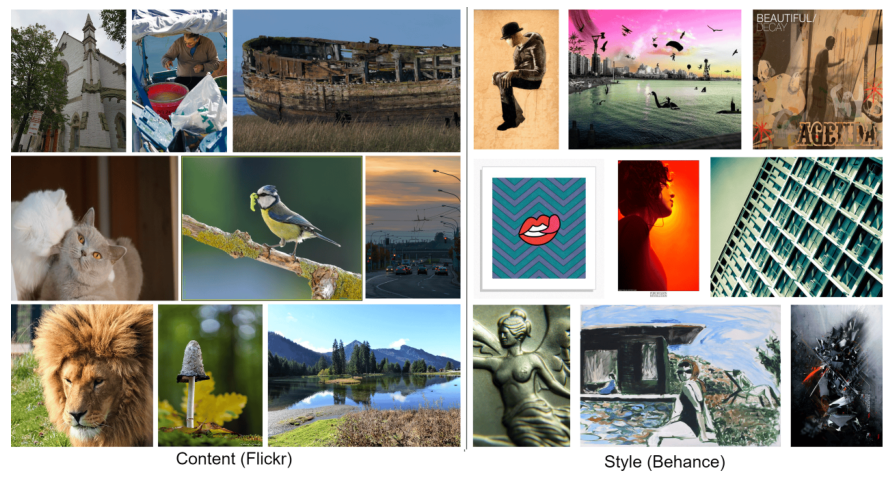 BEAUTIFUL/
DECAY
AGENDA
Content (Flickr)
Style (Behance)